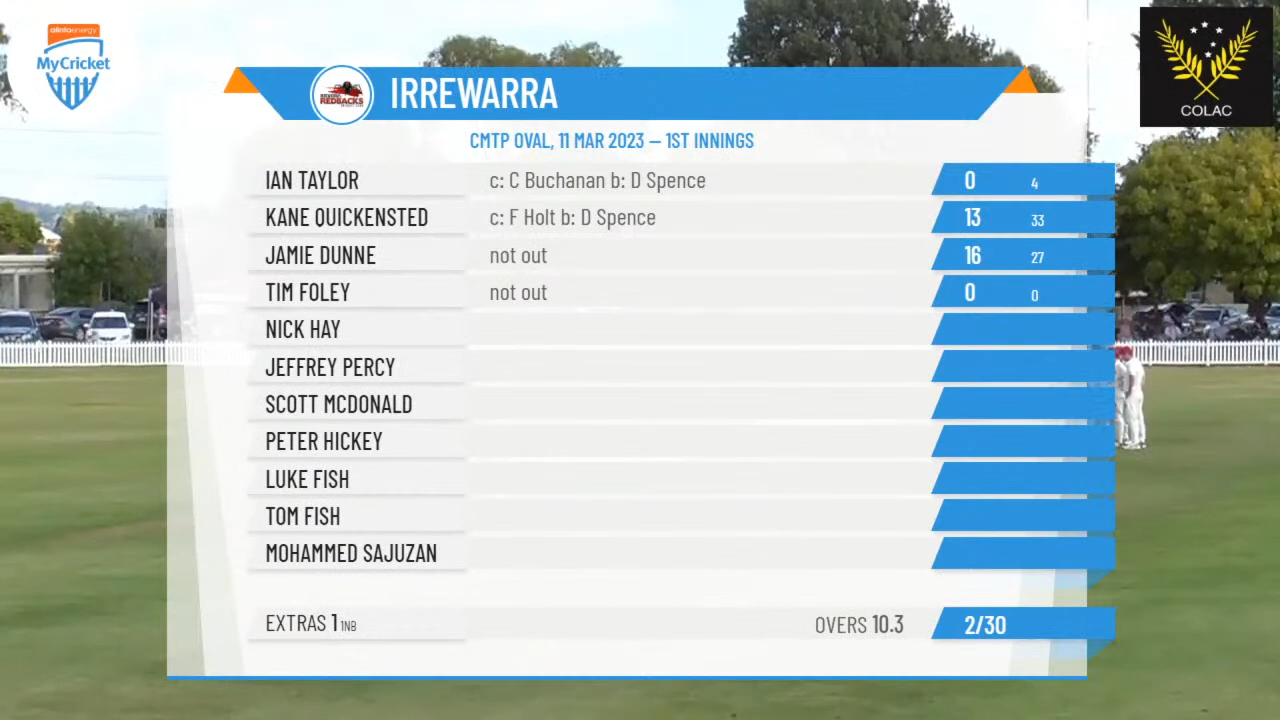 alintaenergy
MyCricket
REDBACKS
IRREWARRA
COLAC
CMTP OVAL, 11 MAR 2023 – 1ST INNINGS
IAN TAYLOR c: C Buchanan b: D Spence 0 4
KANE QUICKENSTED c: F Holt b: D Spence 13 33
JAMIE DUNNE not out 16 27
TIM FOLEY not out 0 0
NICK HAY
JEFFREY PERCY
SCOTT MCDONALD
PETER HICKEY
LUKE FISH
TOM FISH
MOHAMMED SAJUZAN
EXTRAS 1 1NB OVERS 10.3 2/30